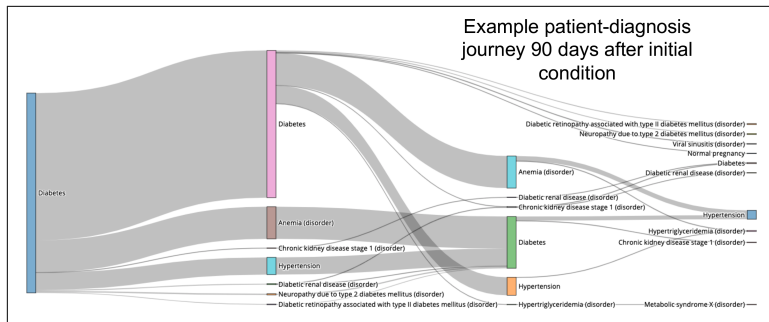 Example patient-diagnosis
journey 90 days after initial
condition
Diabetes
Diabetes
Anemia (disorder)
Chronic kidney disease stage 1 (disorder)
Hypertension
Diabetic renal disease (disorder)
Neuropathy due to type 2 diabetes mellitus (disorder)
Diabetic retinopathy associated with type II diabetes mellitus (disorder)
Anemia (disorder)
Diabetic renal disease (disorder)
Chronic kidney disease stage 1 (disorder)
Diabetes
Hypertension
Hypertriglyceridemia (disorder)
Diabetic retinopathy associated with type II diabetes mellitus (disorder)
Neuropathy due to type 2 diabetes mellitus (disorder)
Viral sinusitis (disorder)
Normal pregnancy
Diabetes
Diabetic renal disease (disorder)
Hypertension
Hypertriglyceridemia (disorder)
Chronic kidney disease stage 1 (disorder)
Metabolic syndrome X (disorder)